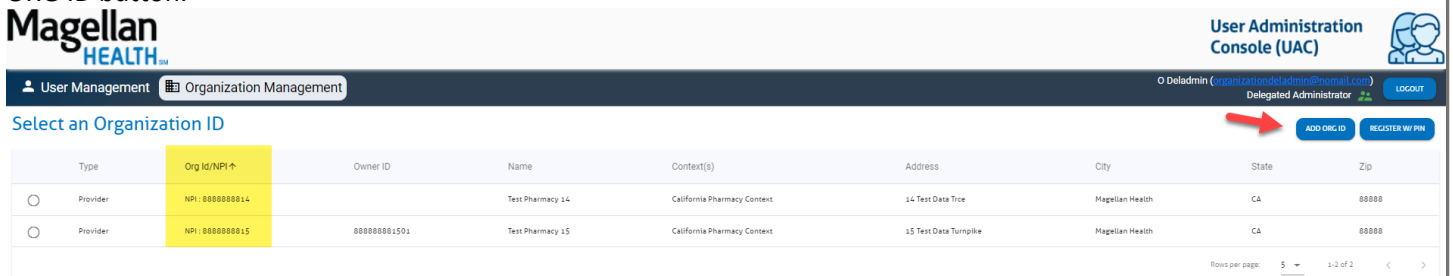 ORG ID button.
Magellan
HEALTH SM
User Administration
Console (UAC)
User Management Organization Management
O Deladmin (organizationdeladmin@nomail.com)
Delegated Administrator
LOGOUT
Select an Organization ID
ADD ORG ID REGISTER W/ PIN
Type Org Id/NPI↑ Owner ID Name Context(s) Address City State Zip
Provider NPI : 8888888814 Test Pharmacy 14 California Pharmacy Context 14 Test Data Trce Magellan Health CA 88888
Provider NPI : 8888888815 888888881501 Test Pharmacy 15 California Pharmacy Context 15 Test Data Turnpike Magellan Health CA 88888
Rows per page: 5 1-2 of 2 < >